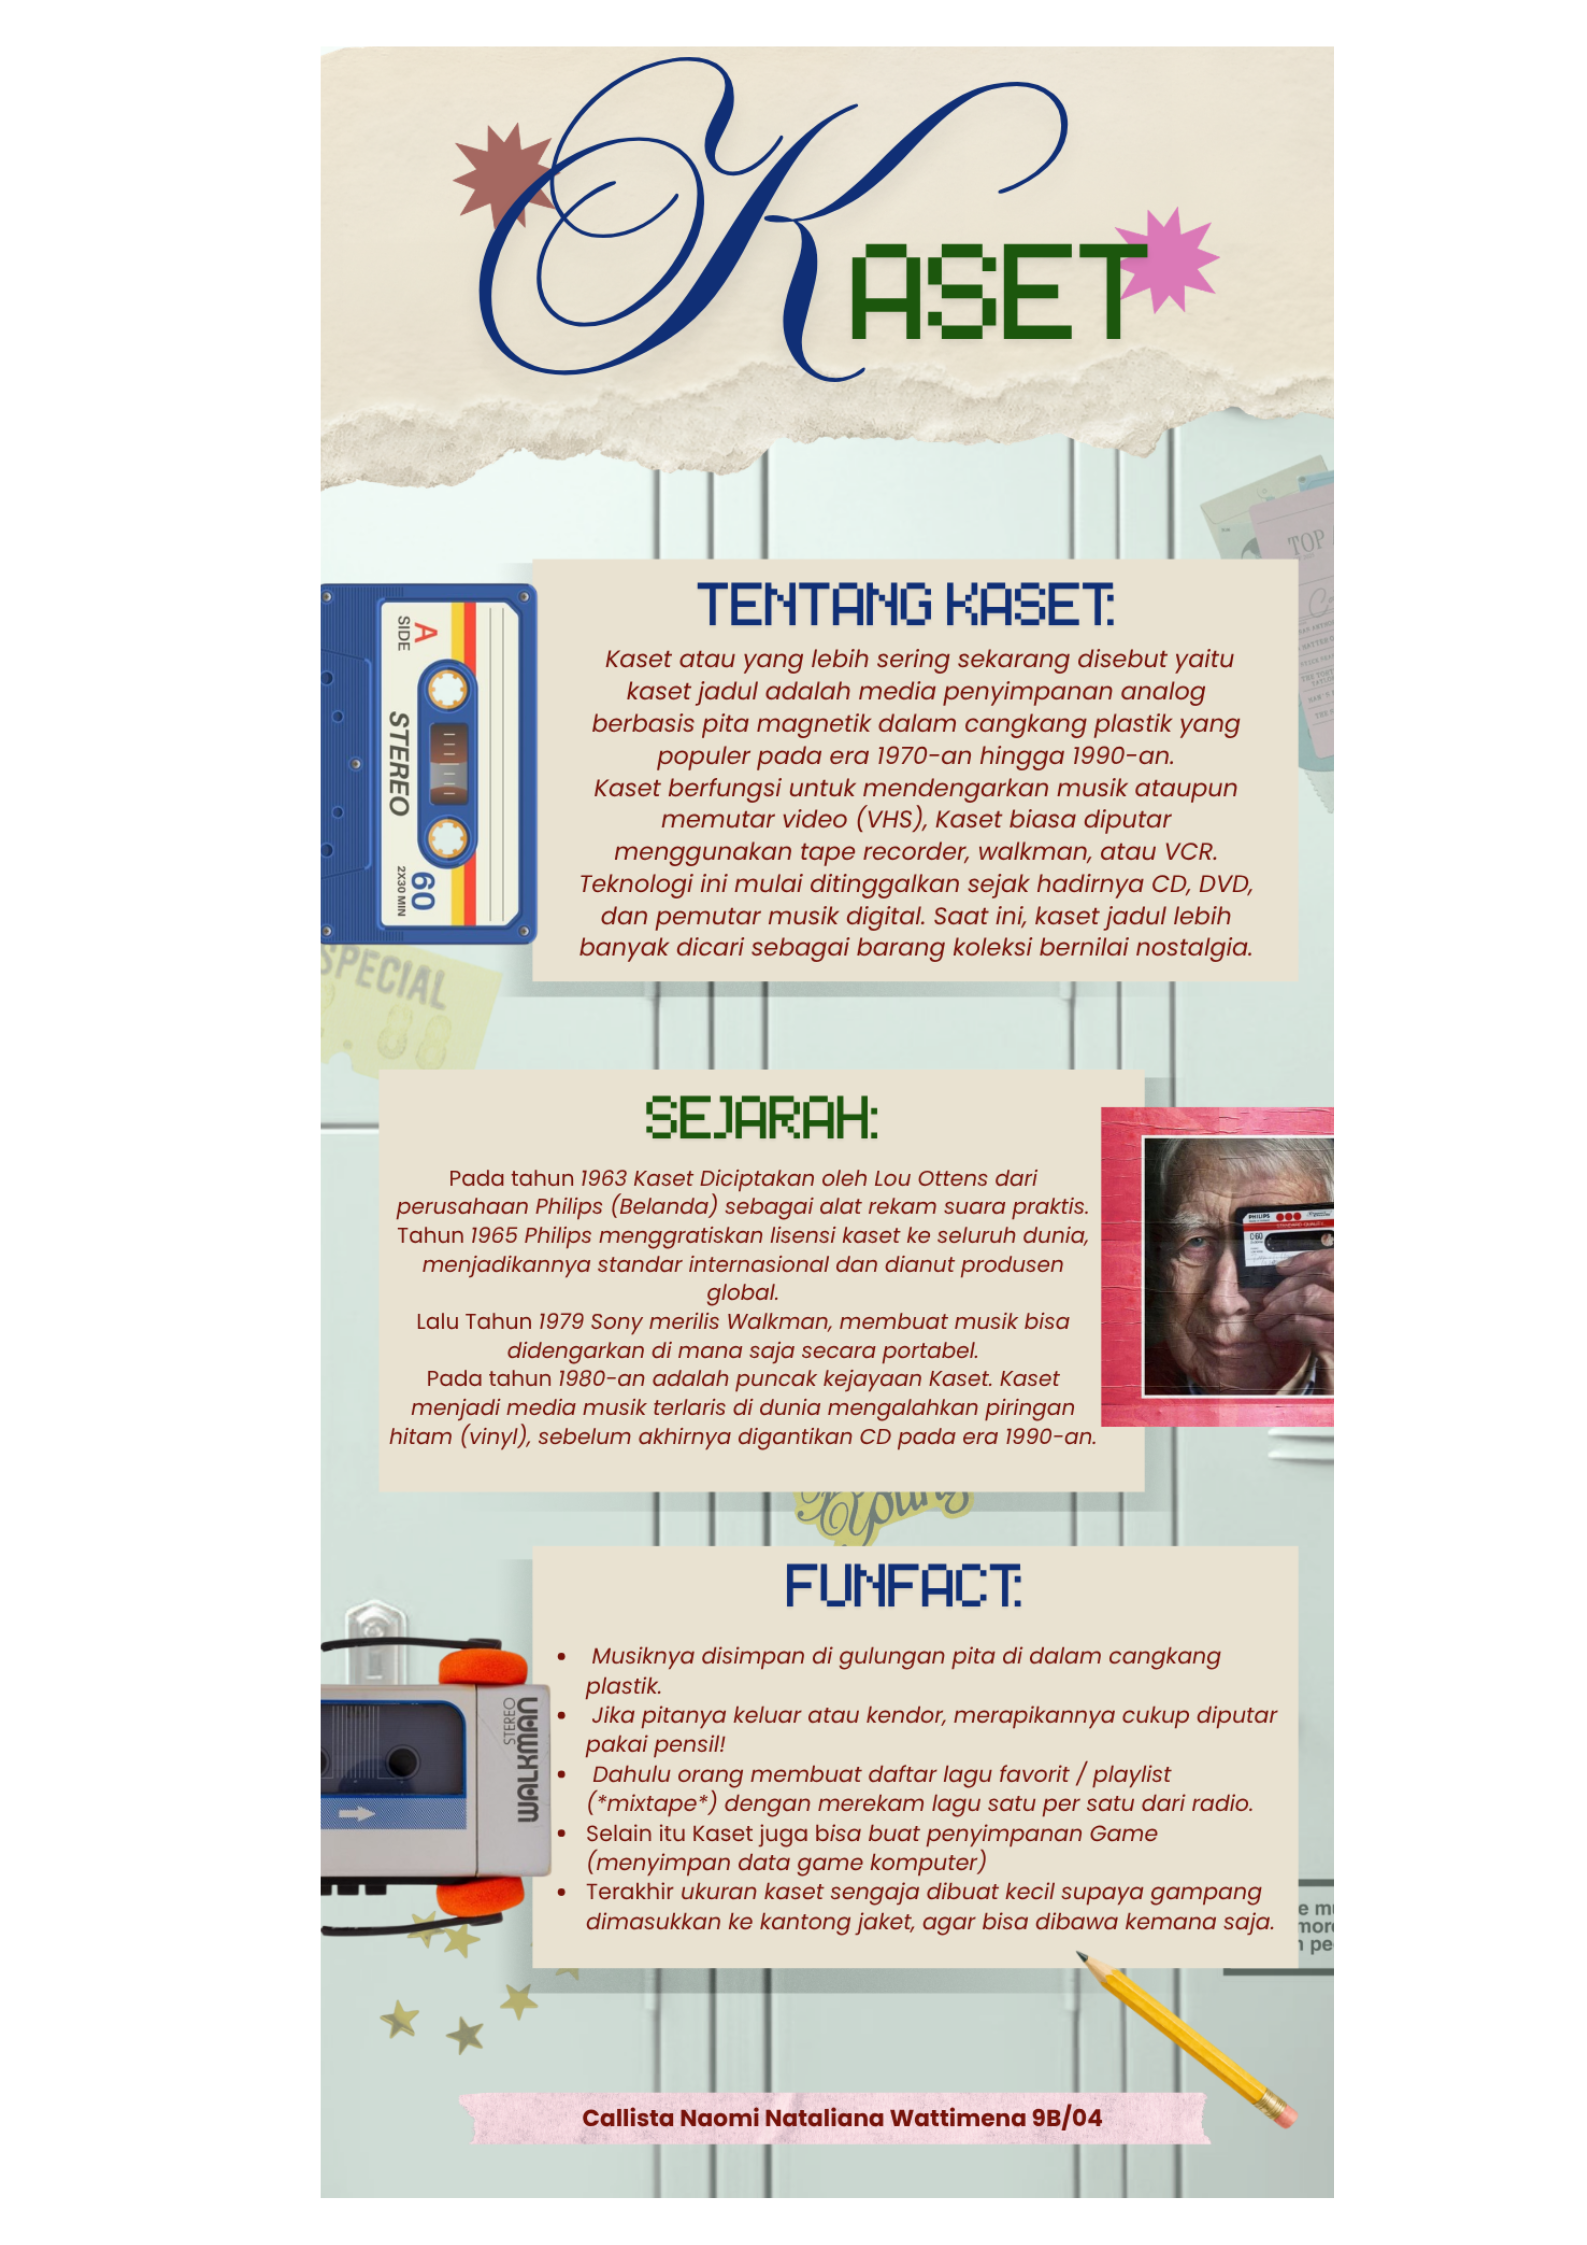 KASET
TOP
TENTANG KASET:
Kaset atau yang lebih sering sekarang disebut yaitu
kaset jadul adalah media penyimpanan analog
berbasis pita magnetik dalam cangkang plastik yang
populer pada era 1970-an hingga 1990-an.
Kaset berfungsi untuk mendengarkan musik ataupun
memutar video (VHS), Kaset biasa diputar
menggunakan tape recorder, walkman, atau VCR.
Teknologi ini mulai ditinggalkan sejak hadirnya CD, DVD,
dan pemutar musik digital. Saat ini, kaset jadul lebih
banyak dicari sebagai barang koleksi bernilai nostalgia.
A
SIDE
STEREO
60
2X30 MIN
SPECIAL
88
SEJARAH:
Pada tahun 1963 Kaset Diciptakan oleh Lou Ottens dari
perusahaan Philips (Belanda) sebagai alat rekam suara praktis.
Tahun 1965 Philips menggratiskan lisensi kaset ke seluruh dunia,
menjadikannya standar internasional dan dianut produsen
global.
Lalu Tahun 1979 Sony merilis Walkman, membuat musik bisa
didengarkan di mana saja secara portabel.
Pada tahun 1980-an adalah puncak kejayaan Kaset. Kaset
menjadi media musik terlaris di dunia mengalahkan piringan
hitam (vinyl), sebelum akhirnya digantikan CD pada era 1990-an.
PHILIPS
C60
FUNFACT:
• Musiknya disimpan di gulungan pita di dalam cangkang
plastik.
• Jika pitanya keluar atau kendor, merapikannya cukup diputar
pakai pensil!
• Dahulu orang membuat daftar lagu favorit / playlist
(*mixtape*) dengan merekam lagu satu per satu dari radio.
• Selain itu Kaset juga bisa buat penyimpanan Game
(menyimpan data game komputer)
• Terakhir ukuran kaset sengaja dibuat kecil supaya gampang
dimasukkan ke kantong jaket, agar bisa dibawa kemana saja.
STEREO
WALKMAN
Callista Naomi Nataliana Wattimena 9B/04